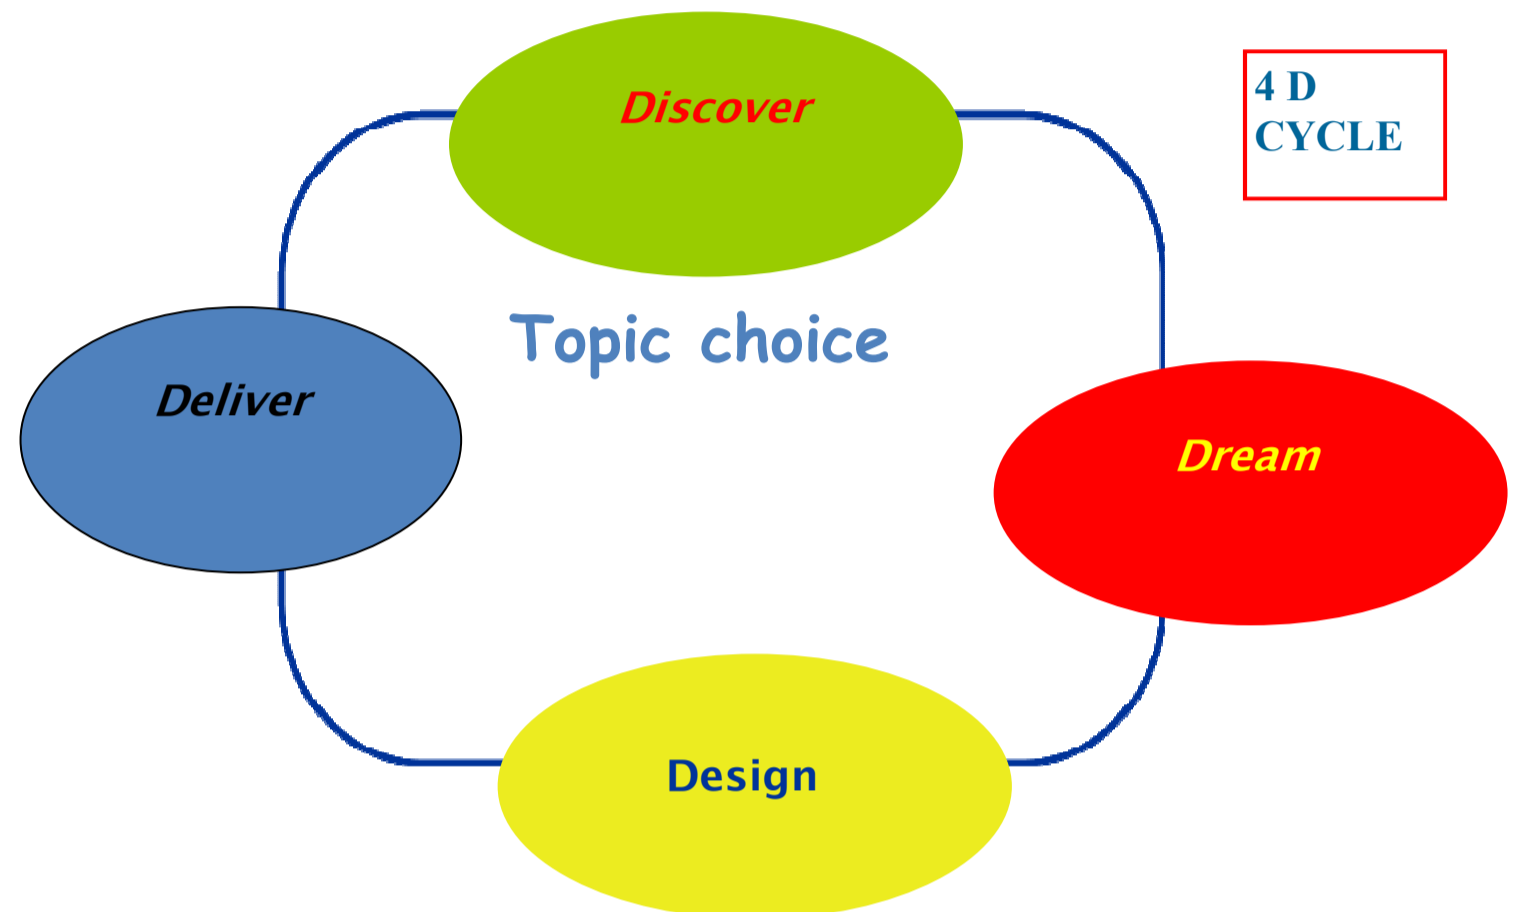 Discover
4 D
CYCLE
Topic choice
Deliver
Dream
Design